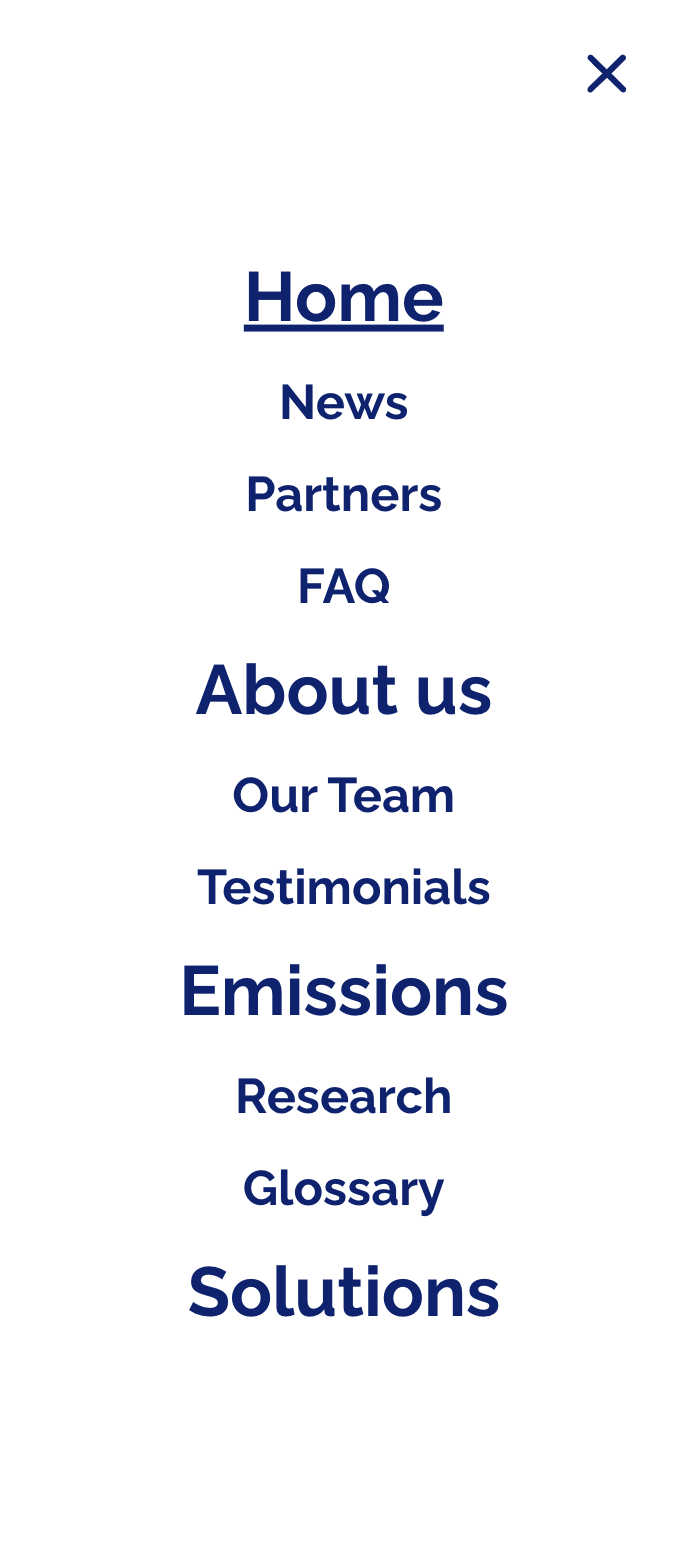 Home
News
Partners
FAQ
About us
Our Team
Testimonials
Emissions
Research
Glossary
Solutions